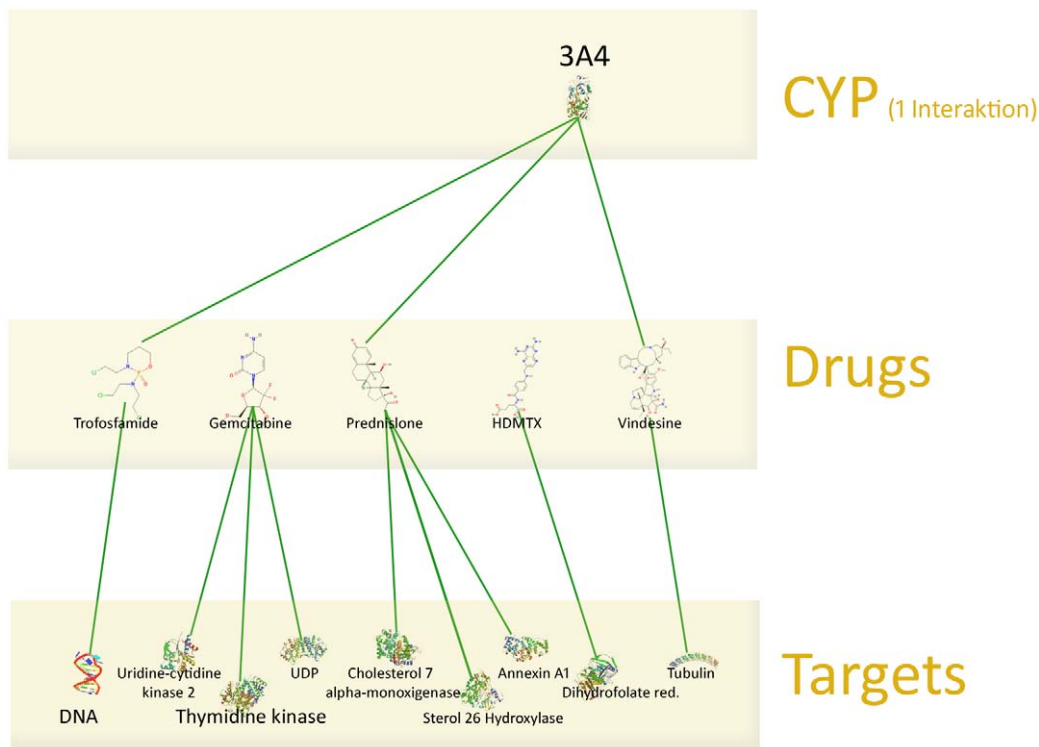 3A4
CYP (1 Interaktion)
Drugs
Trofosfamide
Gemcitabine
Prednislone
HDMTX
Vindesine
Uridine-cytidine
kinase 2
UDP
Cholesterol 7
alpha-monoxigenase
Annexin A1
Dihydrofolate red.
Tubulin
DNA
Thymidine kinase
Sterol 26 Hydroxylase
Targets